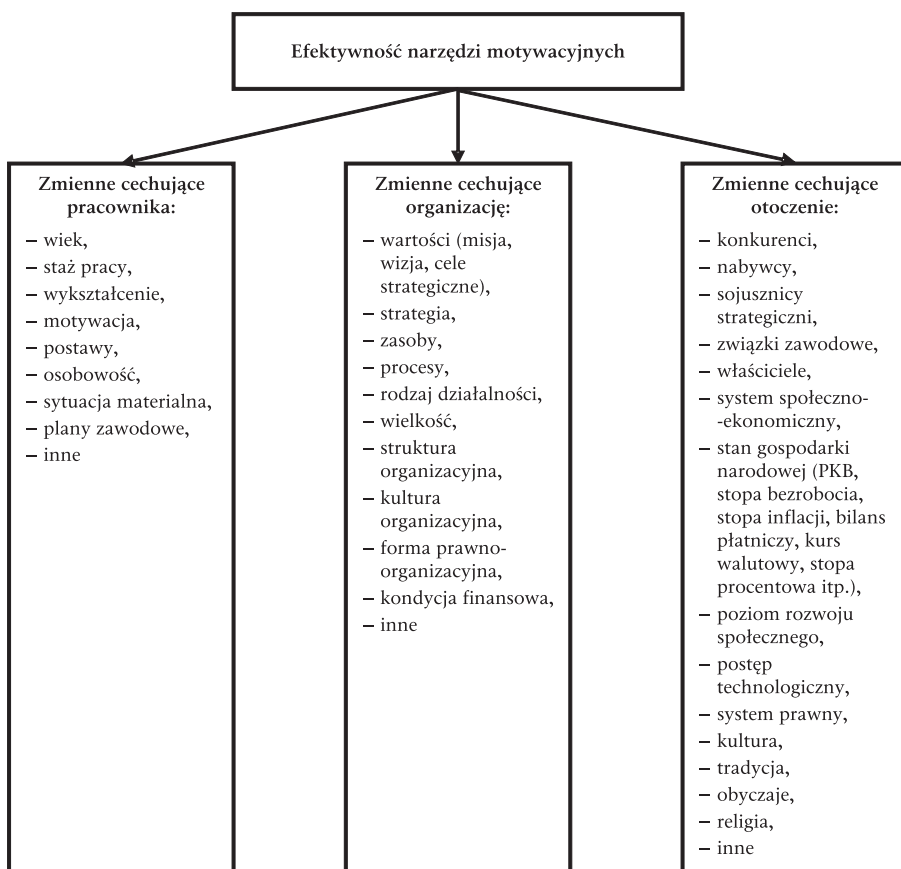 Efektywność narzędzi motywacyjnych
Zmienne cechujące
pracownika:
– wiek,
– staż pracy,
– wykształcenie,
– motywacja,
– postawy,
– osobowość,
– sytuacja materialna,
– plany zawodowe,
– inne
Zmienne cechujące
organizację:
– wartości (misja,
wizja, cele
strategiczne),
– strategia,
– zasoby,
– procesy,
– rodzaj działalności,
– wielkość,
– struktura
organizacyjna,
– kultura
organizacyjna,
– forma prawno-
organizacyjna,
– kondycja finansowa,
– inne
Zmienne cechujące
otoczenie:
– konkurenci,
– nabywcy,
– sojusznicy
strategiczni,
– związki zawodowe,
– właściciele,
– system społeczno-
-ekonomiczny,
– stan gospodarki
narodowej (PKB,
stopa bezrobocia,
stopa inflacji, bilans
płatniczy, kurs
walutowy, stopa
procentowa itp.),
– poziom rozwoju
społecznego,
– postęp
technologiczny,
– system prawny,
– kultura,
– tradycja,
– obyczaje,
– religia,
– inne